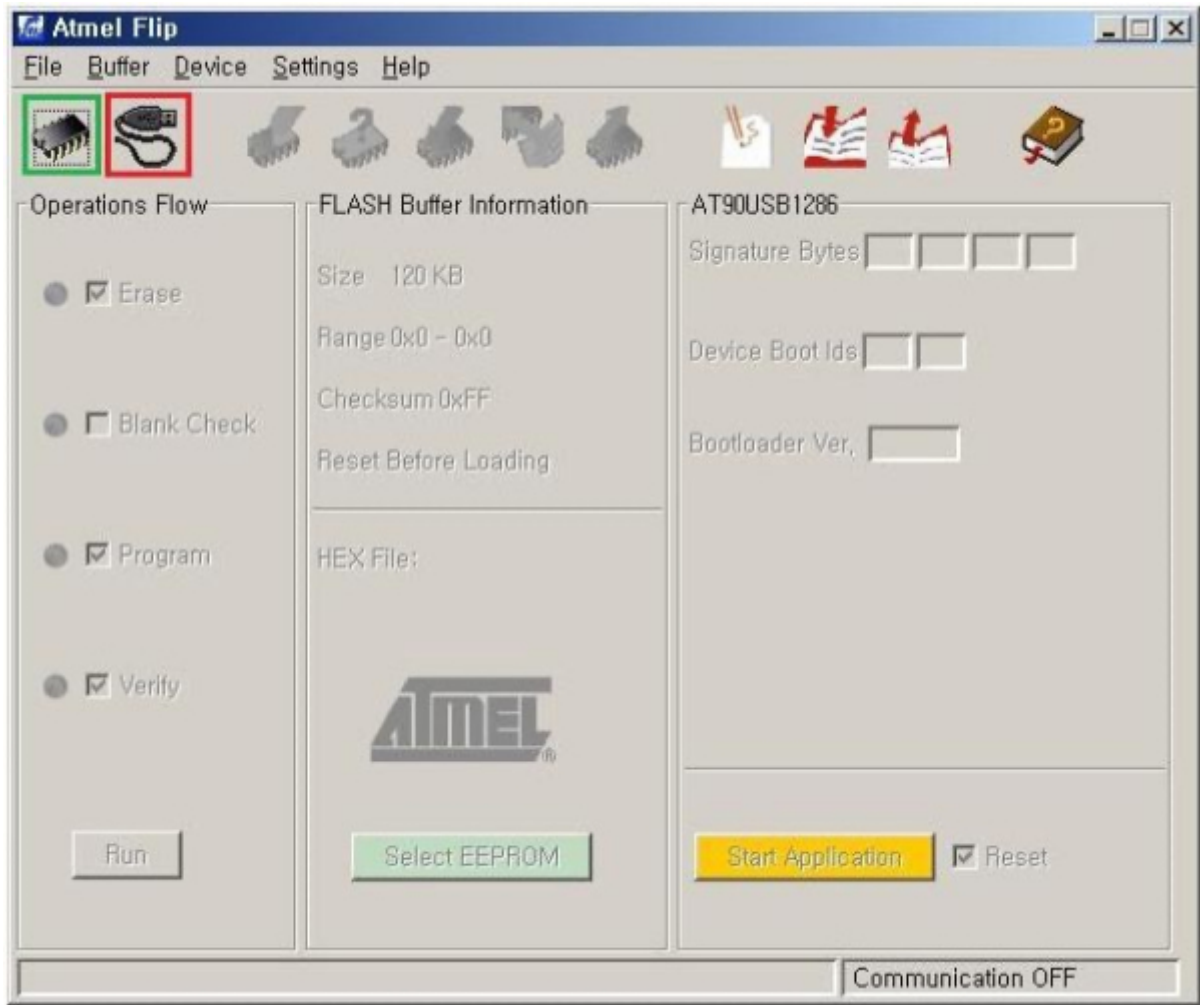 Atmel Flip
File Buffer Device Settings Help
Operations Flow
Erase
Blank Check
Program
Verify
Run
FLASH Buffer Information
Size 120 KB
Range 0x0 - 0x0
Checksum 0xFF
Reset Before Loading
HEX File:
ATMEL
®
Select EEPROM
AT90USB1286
Signature Bytes
Device Boot Ids
Bootloader Ver.
Start Application
Reset
Communication OFF